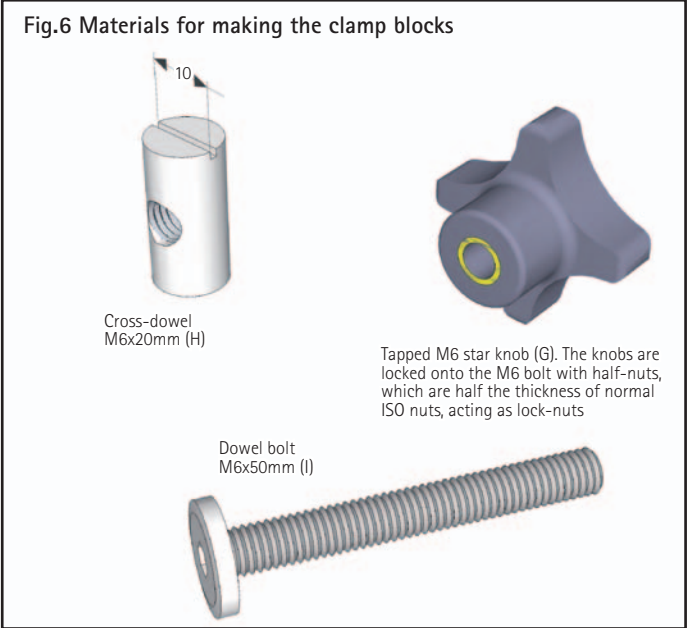 Fig.6 Materials for making the clamp blocks
10
Cross-dowel
M6x20mm (H)
Tapped M6 star knob (G). The knobs are
locked onto the M6 bolt with half-nuts,
which are half the thickness of normal
ISO nuts, acting as lock-nuts
Dowel bolt
M6x50mm (I)